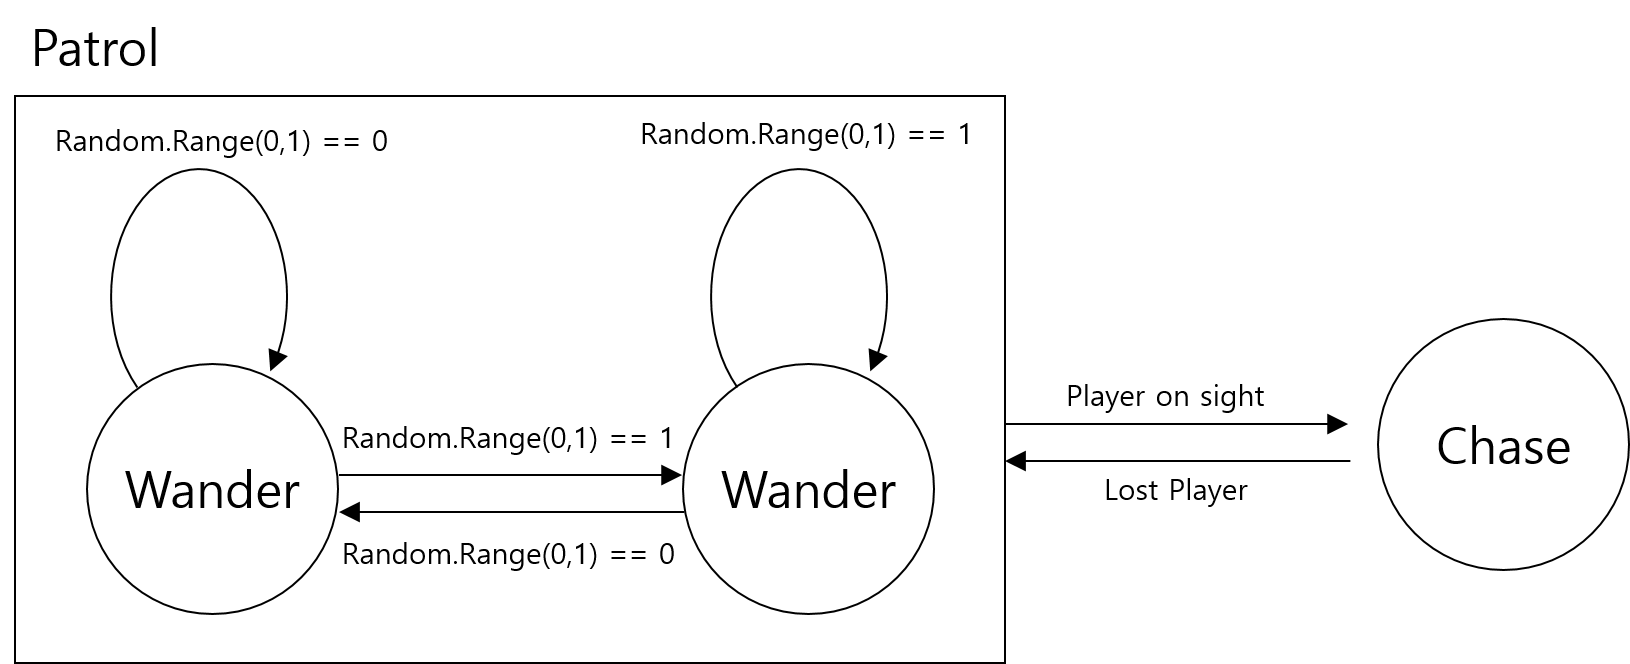 Patrol
Random.Range(0,1) == 0
Random.Range(0,1) == 1
Wander
Random.Range(0,1) == 1
Random.Range(0,1) == 0
Wander
Player on sight
Lost Player
Chase